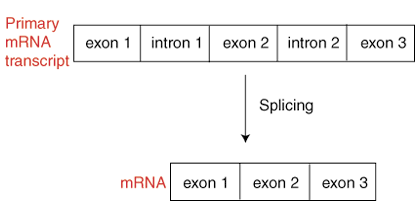 Primary
mRNA
transcript
exon 1 intron 1 exon 2 intron 2 exon 3
Splicing
mRNA exon 1 exon 2 exon 3